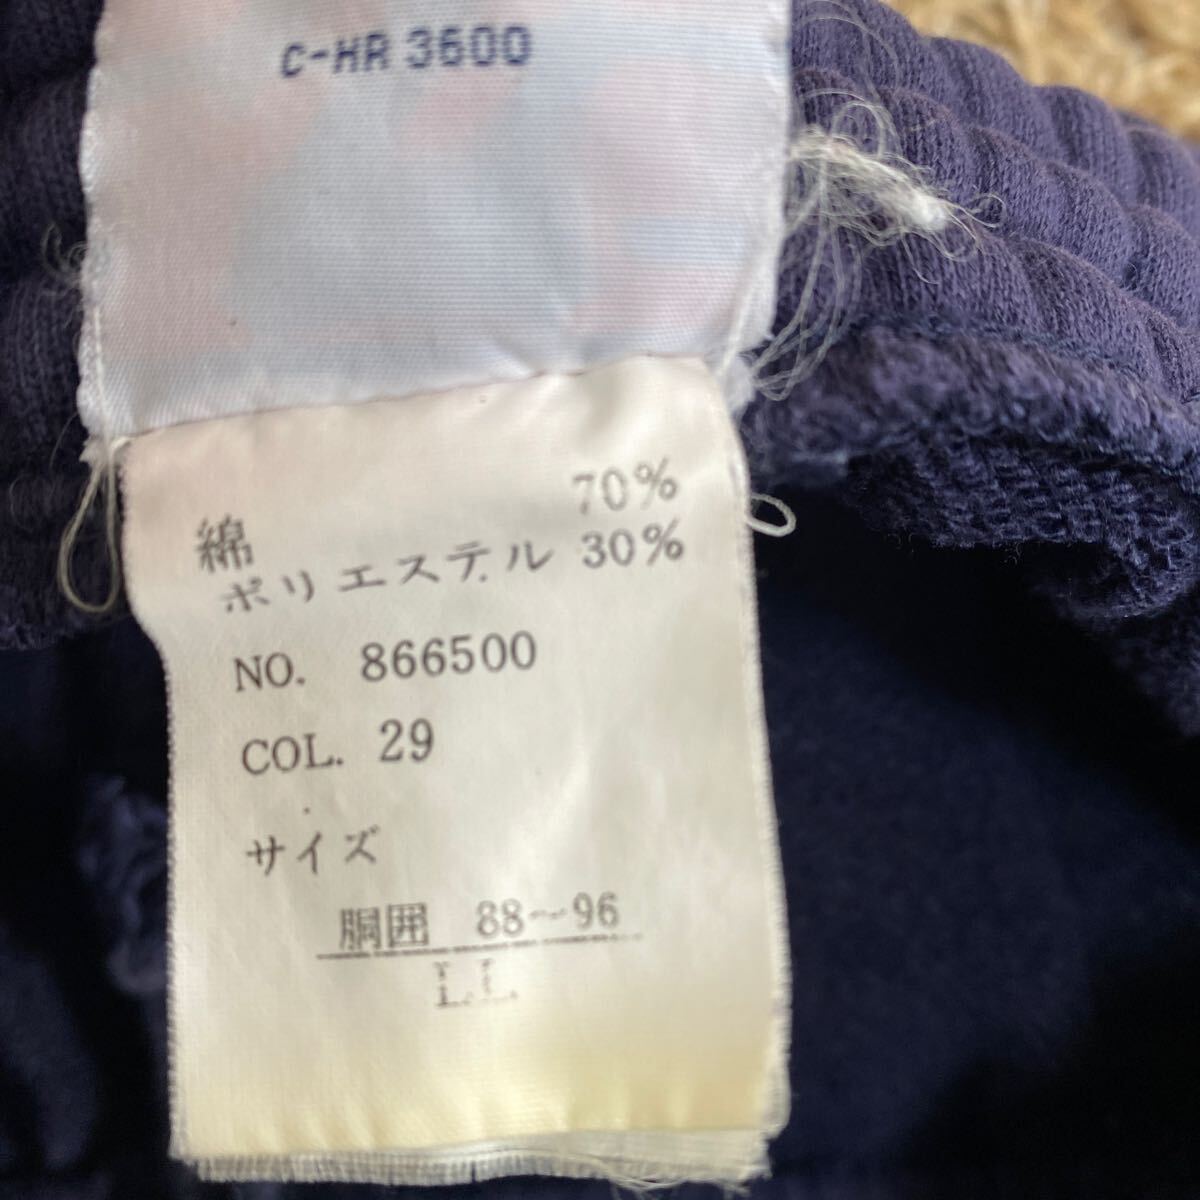 C-HR 3600
綿 70%
ポリエステル 30%
NO. 866500
COL. 29
サイズ
胴囲 88〜96
LL